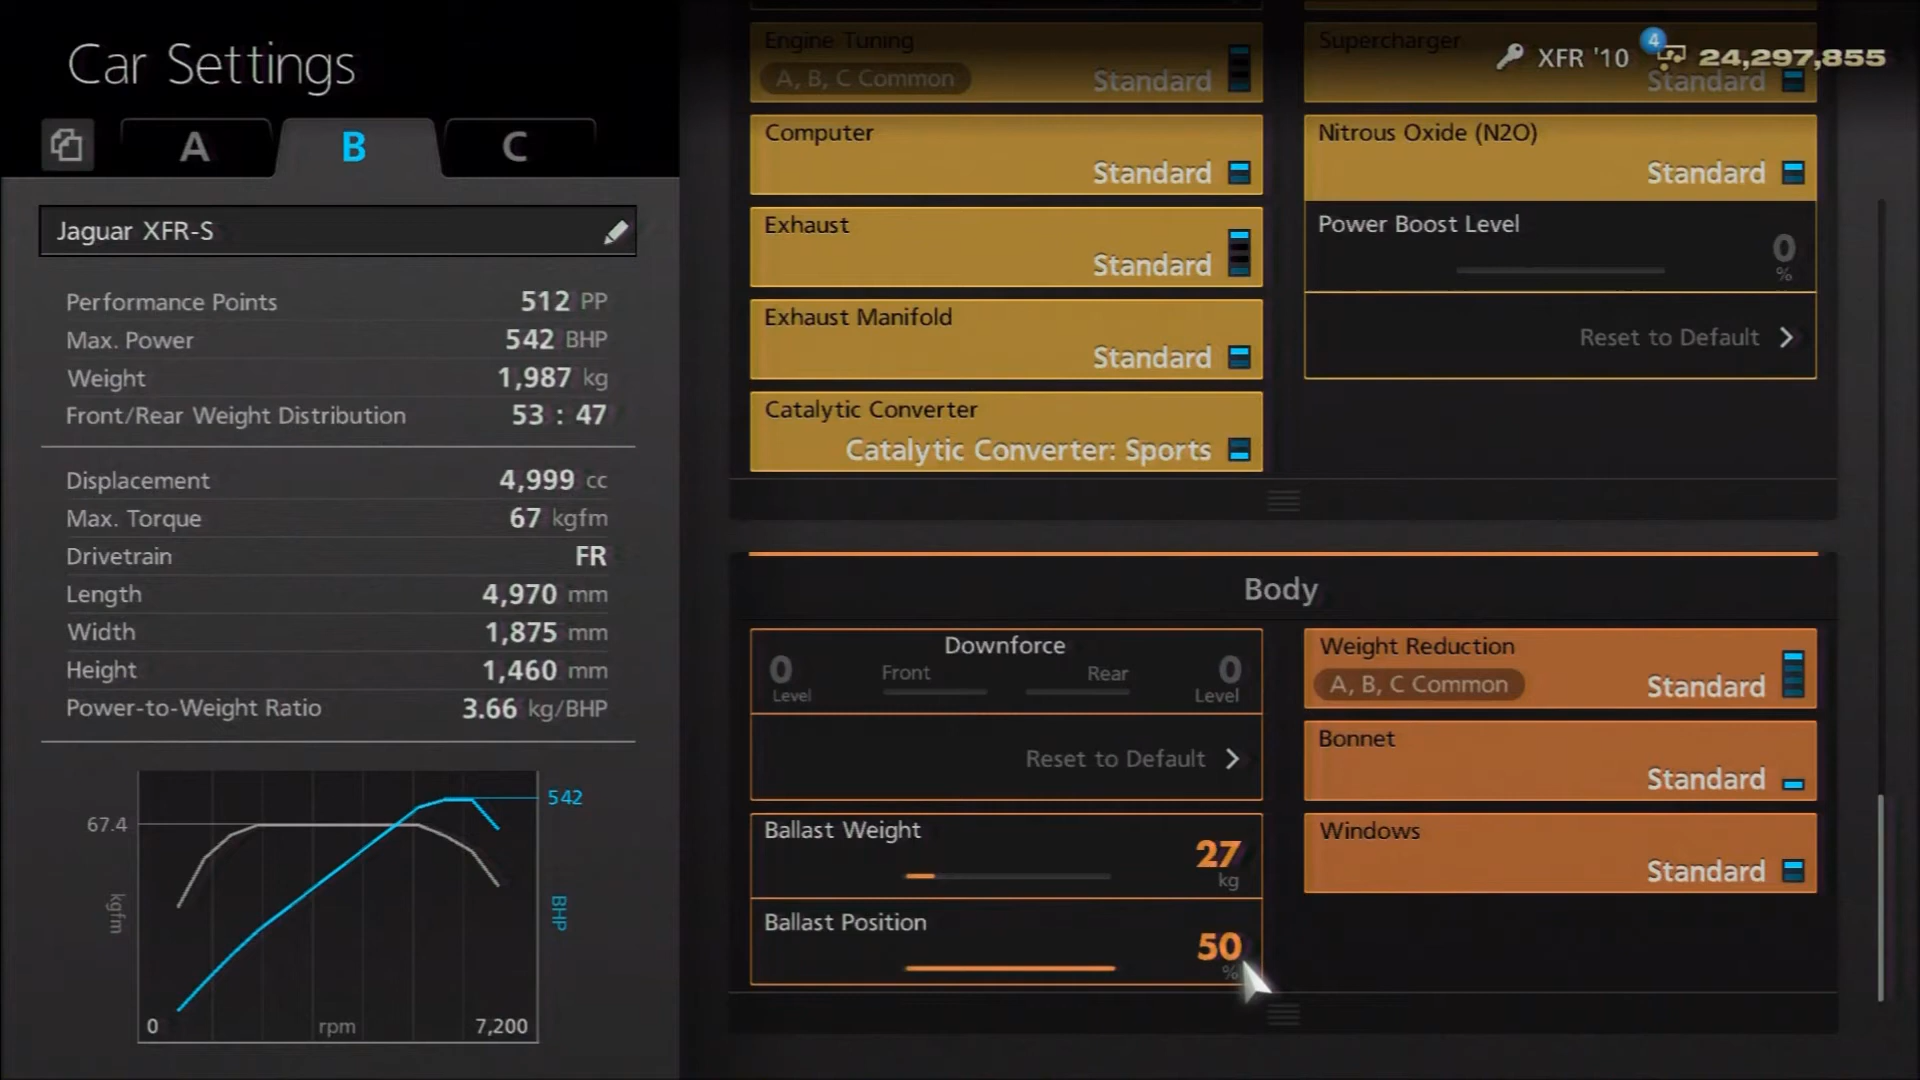 Car Settings
XFR '10
4
24,297,855
A
B
C
Jaguar XFR-S
Performance Points 512 PP
Max. Power 542 BHP
Weight 1,987 kg
Front/Rear Weight Distribution 53 : 47
Displacement 4,999 cc
Max. Torque 67 kgfm
Drivetrain FR
Length 4,970 mm
Width 1,875 mm
Height 1,460 mm
Power-to-Weight Ratio 3.66 kg/BHP
542
67.4
kgfm
BHP
0 rpm 7,200
Engine Tuning
A, B, C Common Standard
Computer
Standard
Exhaust
Standard
Exhaust Manifold
Standard
Catalytic Converter
Catalytic Converter: Sports
Supercharger
Standard
Nitrous Oxide (N2O)
Standard
Power Boost Level 0
%
Reset to Default
Body
Downforce
0 Front Rear 0
Level Level
Reset to Default
Ballast Weight 27
kg
Ballast Position 50
%
Weight Reduction
A, B, C Common Standard
Bonnet
Standard
Windows
Standard